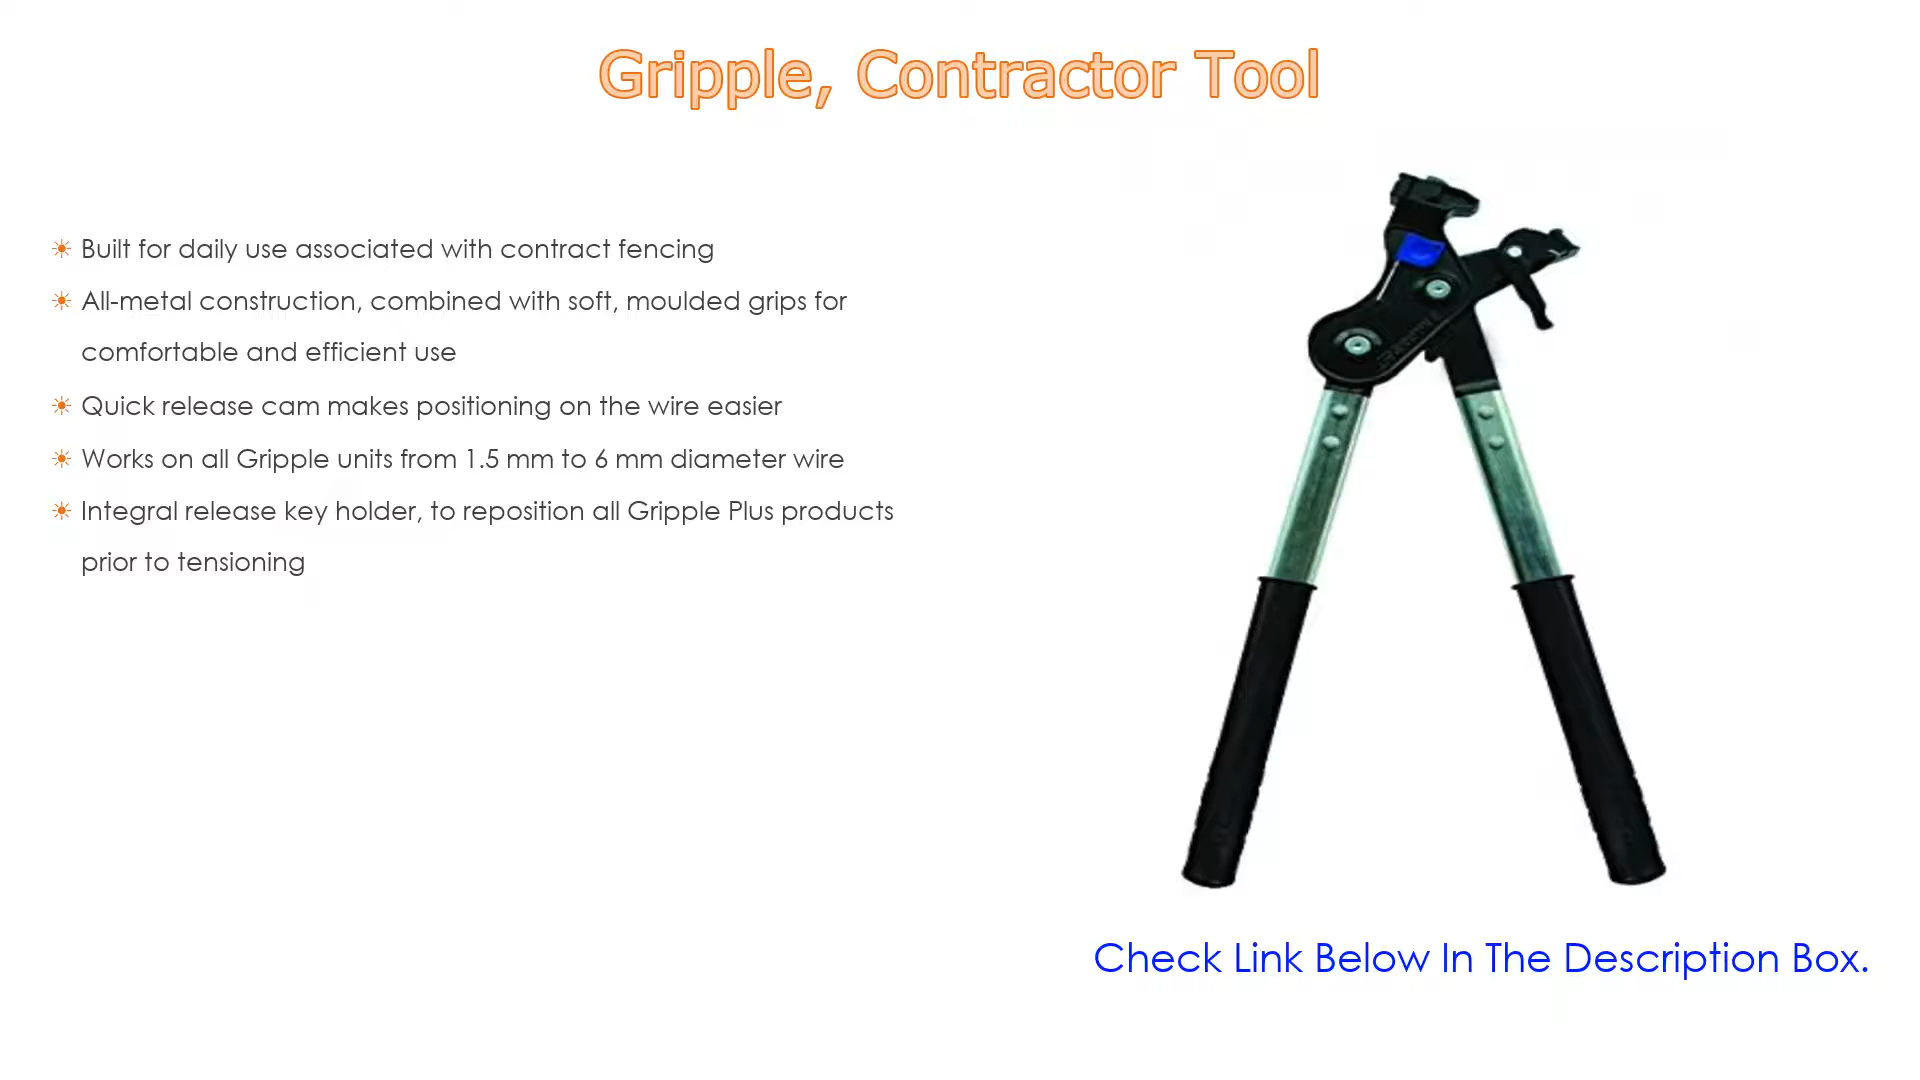 Gripple, Contractor Tool
Built for daily use associated with contract fencing
All-metal construction, combined with soft, moulded grips for
comfortable and efficient use
Quick release cam makes positioning on the wire easier
Works on all Gripple units from 1.5 mm to 6 mm diameter wire
Integral release key holder, to reposition all Gripple Plus products
prior to tensioning
Check Link Below In The Description Box.